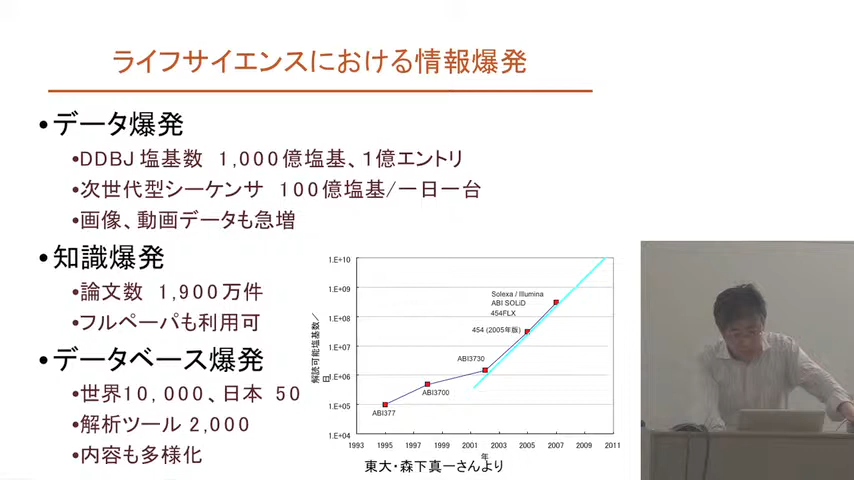 ライフサイエンスにおける情報爆発
•データ爆発
•DDBJ 塩基数 1,000億塩基、1億エントリ
•次世代型シーケンサ 100億塩基/一日一台
•画像、動画データも急増
•知識爆発
•論文数 1,900万件
•フルペーパも利用可
•データベース爆発
•世界10,000、日本 50
•解析ツール 2,000
•内容も多様化
解読可能塩基数/日
1.E+10
1.E+09
1.E+08
1.E+07
1.E+06
1.E+05
1.E+04
Solexa / Illumina
ABI SOLiD
454FLX
454 (2005年版)
ABI3730
ABI3700
ABI377
1993 1995 1997 1999 2001 2003 2005 2007 2009 2011
年
東大・森下真一さんより